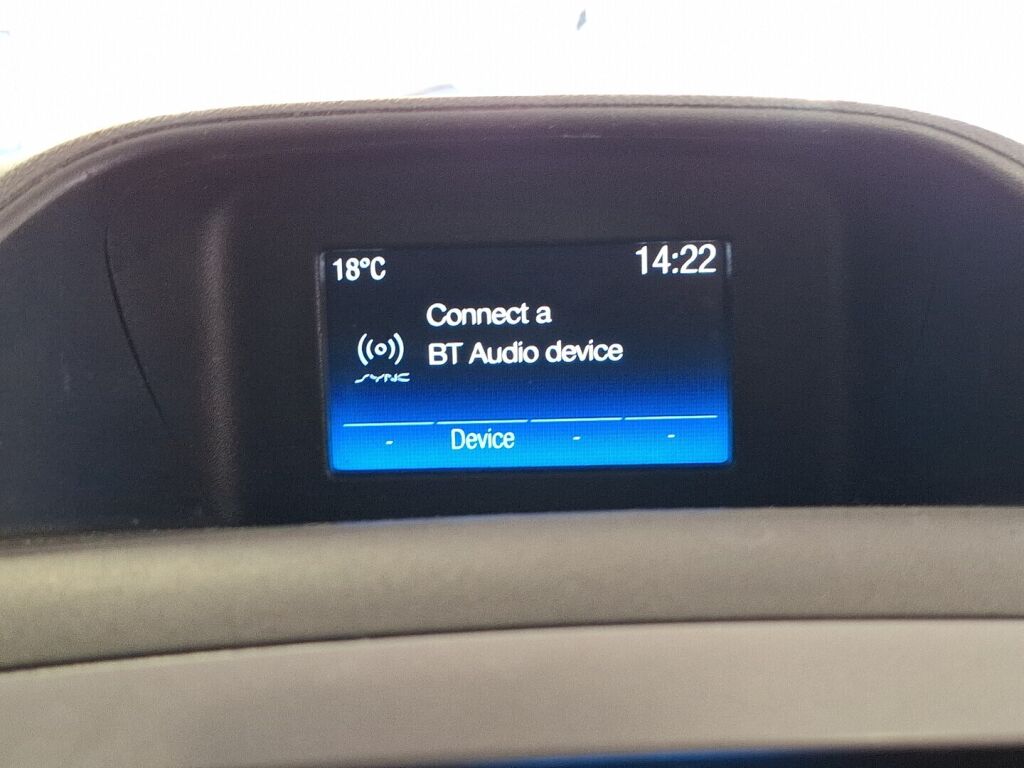 18°C 14:22
Connect a
BT Audio device
SYNC
- Device - -